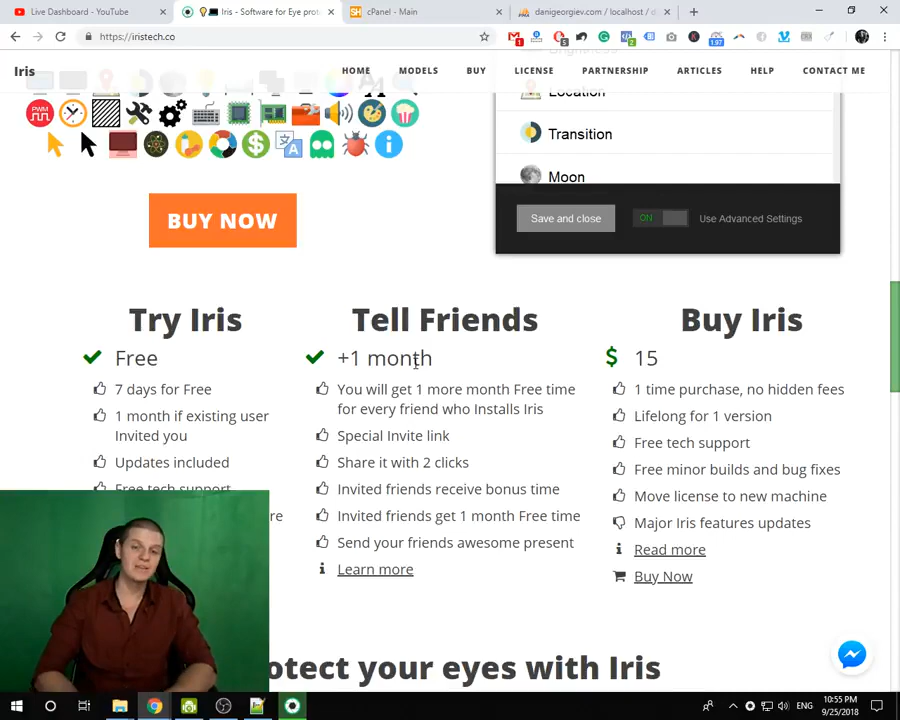 Live Dashboard - YouTube
Iris - Software for Eye prote
cPanel - Main
danigeorgiev.com / localhost / d
https://iristech.co
Iris
HOME
MODELS
BUY
LICENSE
PARTNERSHIP
ARTICLES
HELP
CONTACT ME
Location
PWM
Transition
Moon
BUY NOW
Save and close
ON
Use Advanced Settings
Try Iris
Free
7 days for Free
1 month if existing user
Invited you
Updates included
Free tech support
re
Tell Friends
+1 month
You will get 1 more month Free time
for every friend who Installs Iris
Special Invite link
Share it with 2 clicks
Invited friends receive bonus time
Invited friends get 1 month Free time
Send your friends awesome present
Learn more
Buy Iris
$ 15
1 time purchase, no hidden fees
Lifelong for 1 version
Free tech support
Free minor builds and bug fixes
Move license to new machine
Major Iris features updates
Read more
Buy Now
otect your eyes with Iris
ENG
10:55 PM
9/25/2018